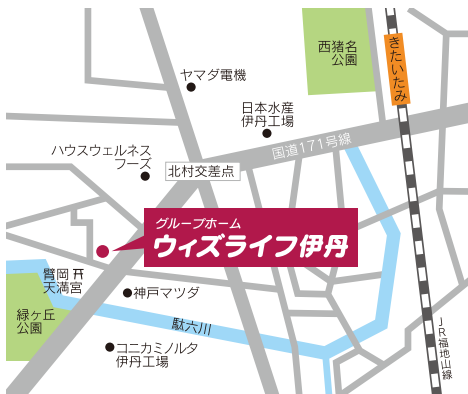 西猪名
公園
きたいたみ
ヤマダ電機
日本水産
伊丹工場
国道171号線
ハウスウェルネス
フーズ
北村交差点
グループホーム
ウィズライフ伊丹
臂岡
天満宮
神戸マツダ
緑ヶ丘
公園
駄六川
コニカミノルタ
伊丹工場
JR福地山線